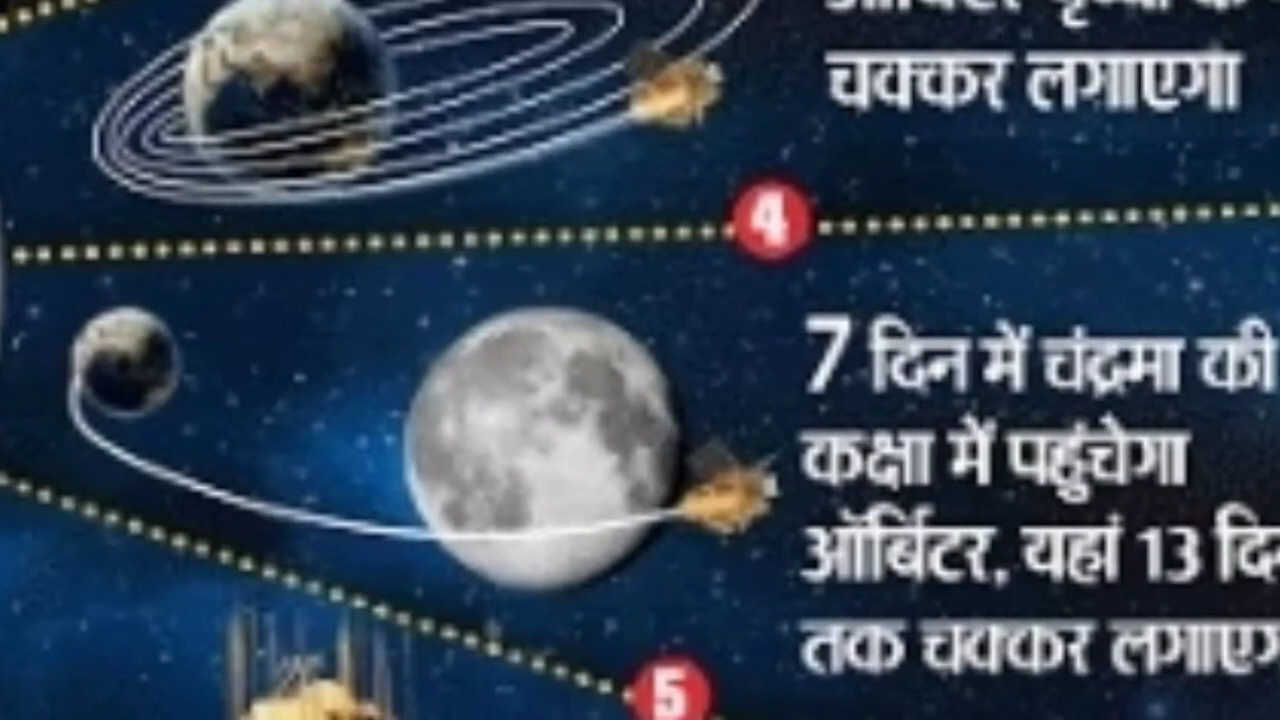 चक्कर लगाएगा
4
7 दिन में चंद्रमा की
कक्षा में पहुंचेगा
ऑर्बिटर, यहां 13
तक चक्कर
5